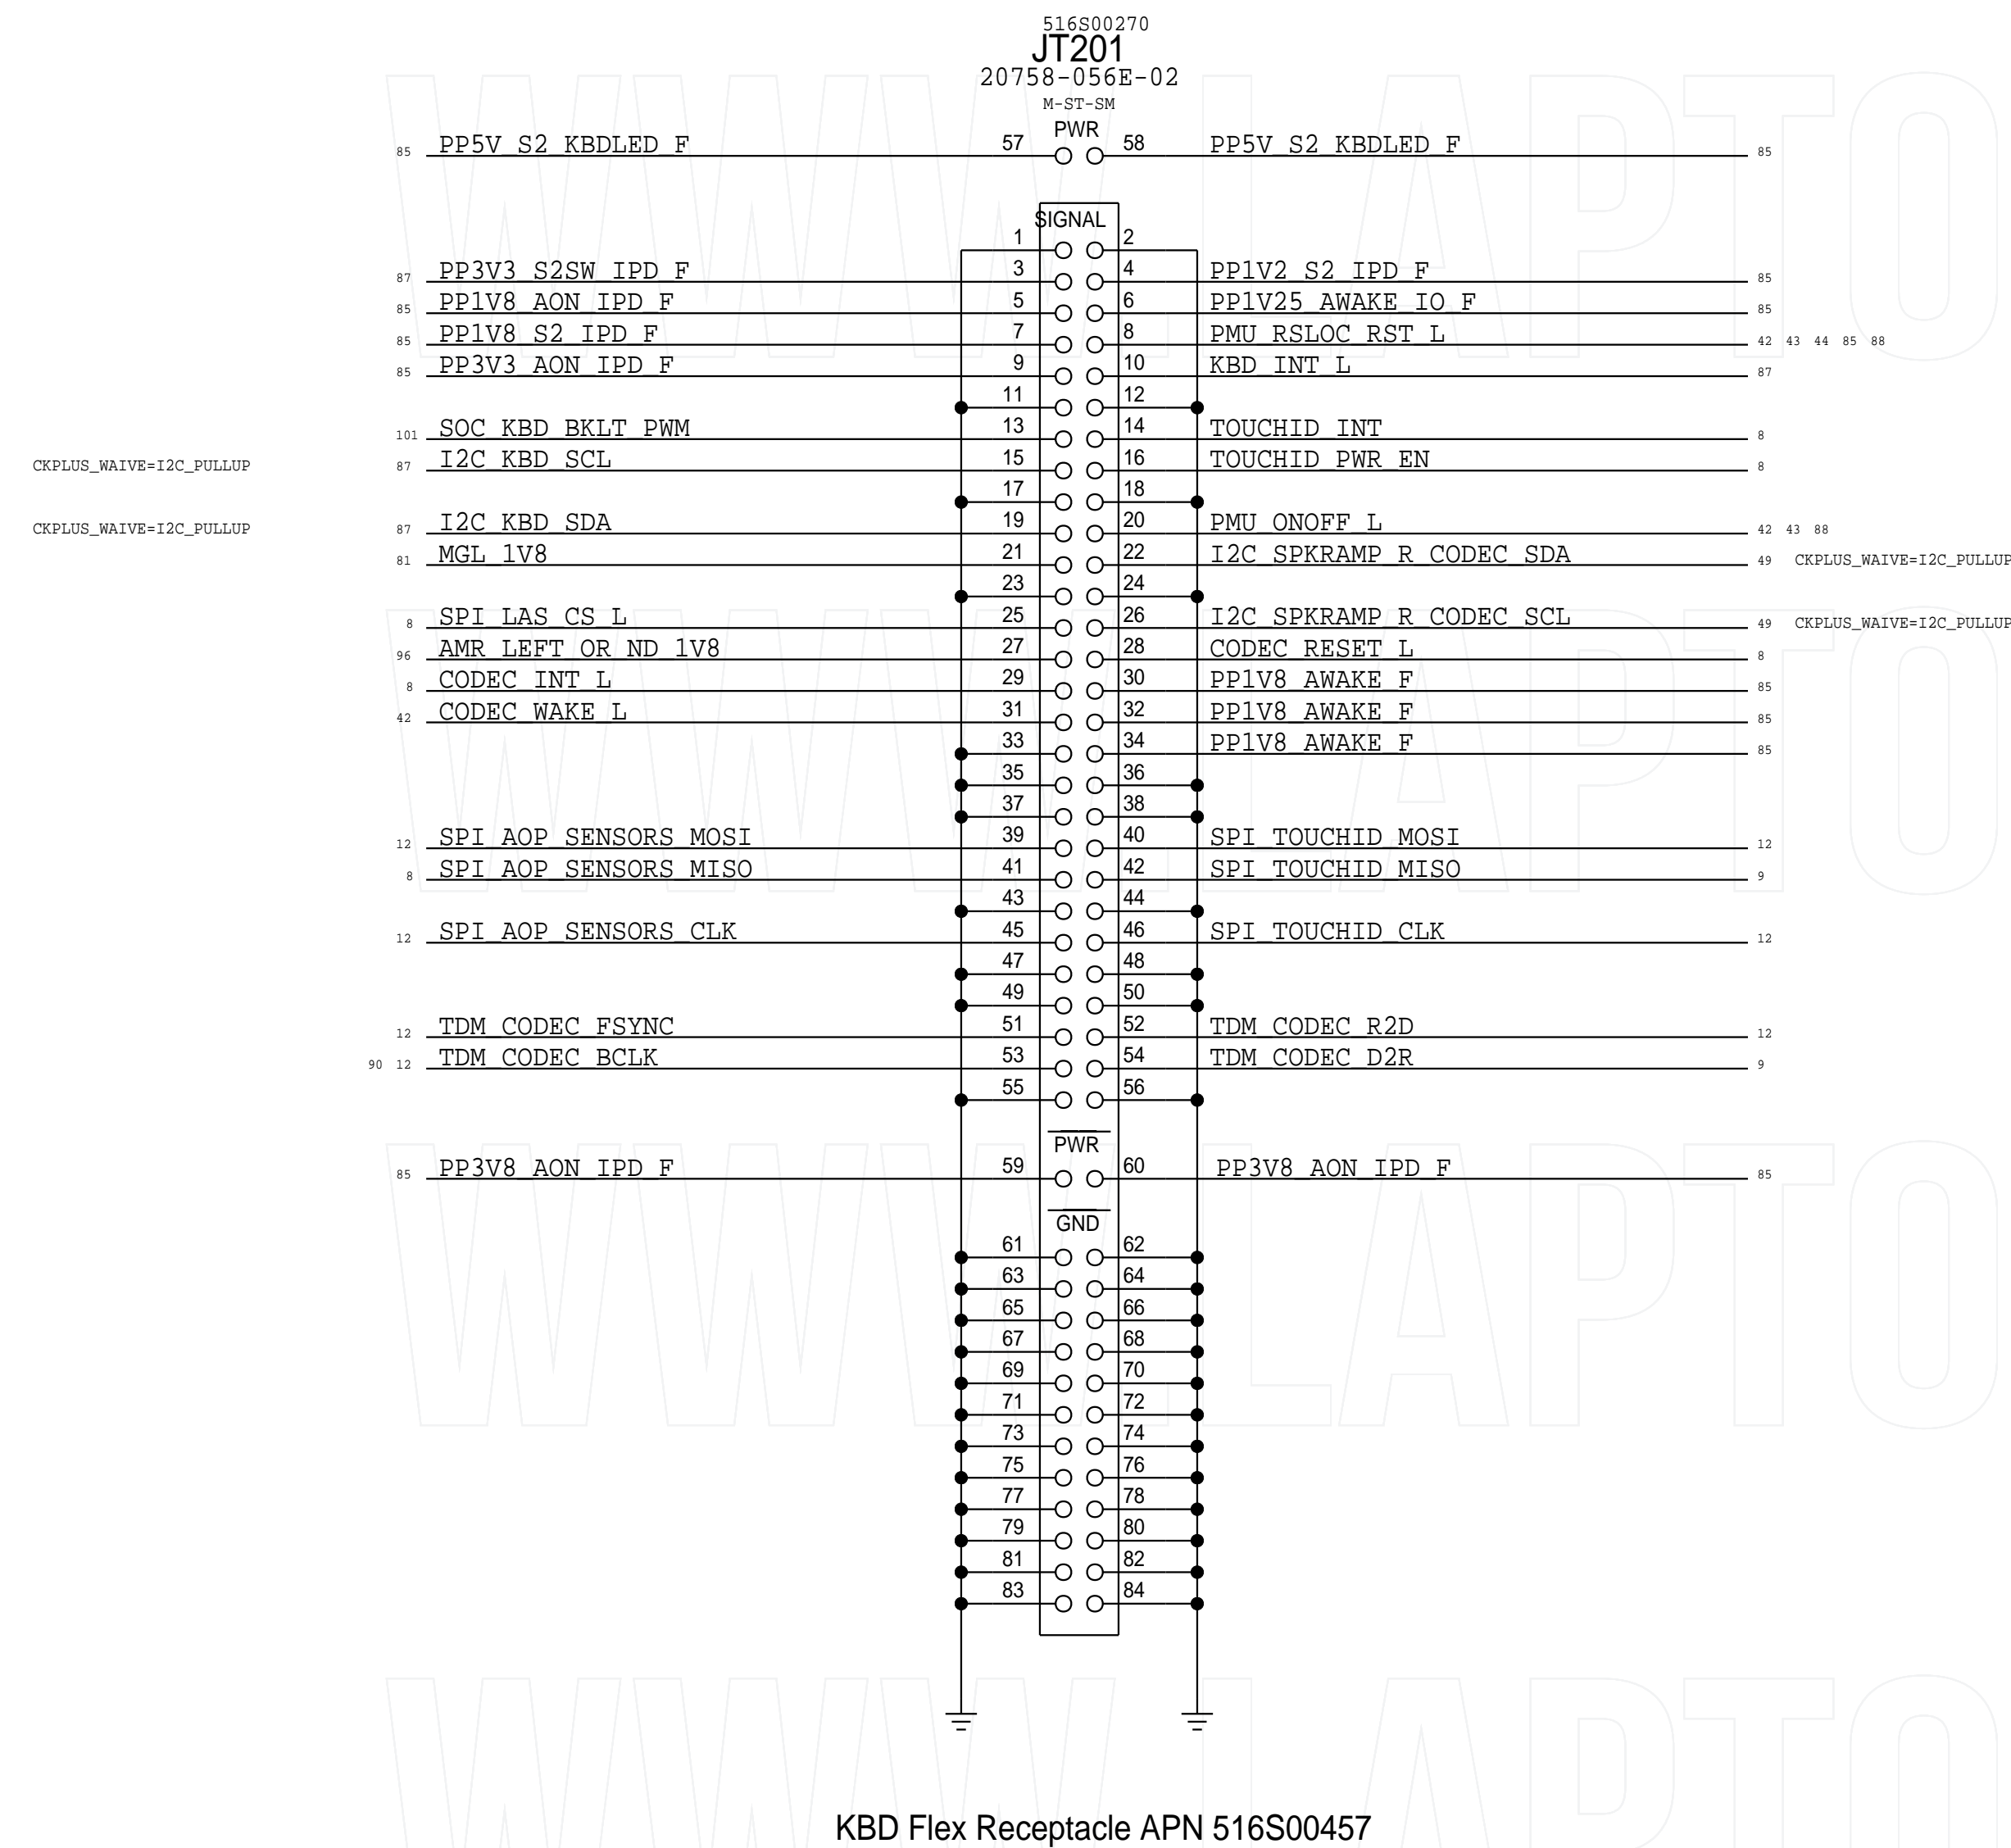 516S00270
JT201
20758-056E-02
M-ST-SM
PWR
85 PP5V_S2_KBDLED_F 57 58 PP5V_S2_KBDLED_F 85
SIGNAL
1 2
87 PP3V3_S2SW_IPD_F 3 4 PP1V2_S2_IPD_F 85
85 PP1V8_AON_IPD_F 5 6 PP1V25_AWAKE_IO_F 85
85 PP1V8_S2_IPD_F 7 8 PMU_RSLOC_RST_L 42 43 44 85 88
85 PP3V3_AON_IPD_F 9 10 KBD_INT_L 87
11 12
101 SOC_KBD_BKLT_PWM 13 14 TOUCHID_INT 8
CKPLUS_WAIVE=I2C_PULLUP 87 I2C_KBD_SCL 15 16 TOUCHID_PWR_EN 8
17 18
CKPLUS_WAIVE=I2C_PULLUP 87 I2C_KBD_SDA 19 20 PMU_ONOFF_L 42 43 88
81 MGL_1V8 21 22 I2C_SPKRAMP_R_CODEC_SDA 49 CKPLUS_WAIVE=I2C_PULLUP
23 24
8 SPI_LAS_CS_L 25 26 I2C_SPKRAMP_R_CODEC_SCL 49 CKPLUS_WAIVE=I2C_PULLUP
96 AMR_LEFT_OR_ND_1V8 27 28 CODEC_RESET_L 8
8 CODEC_INT_L 29 30 PP1V8_AWAKE_F 85
42 CODEC_WAKE_L 31 32 PP1V8_AWAKE_F 85
33 34 PP1V8_AWAKE_F 85
35 36
37 38
12 SPI_AOP_SENSORS_MOSI 39 40 SPI_TOUCHID_MOSI 12
8 SPI_AOP_SENSORS_MISO 41 42 SPI_TOUCHID_MISO 9
43 44
12 SPI_AOP_SENSORS_CLK 45 46 SPI_TOUCHID_CLK 12
47 48
49 50
12 TDM_CODEC_FSYNC 51 52 TDM_CODEC_R2D 12
90 12 TDM_CODEC_BCLK 53 54 TDM_CODEC_D2R 9
55 56
PWR
85 PP3V8_AON_IPD_F 59 60 PP3V8_AON_IPD_F 85
GND
61 62
63 64
65 66
67 68
69 70
71 72
73 74
75 76
77 78
79 80
81 82
83 84
KBD Flex Receptacle APN 516S00457
WWW.LAPTO
WWW.LAPTO
WWW.LAPTO
WWW.LAPTO